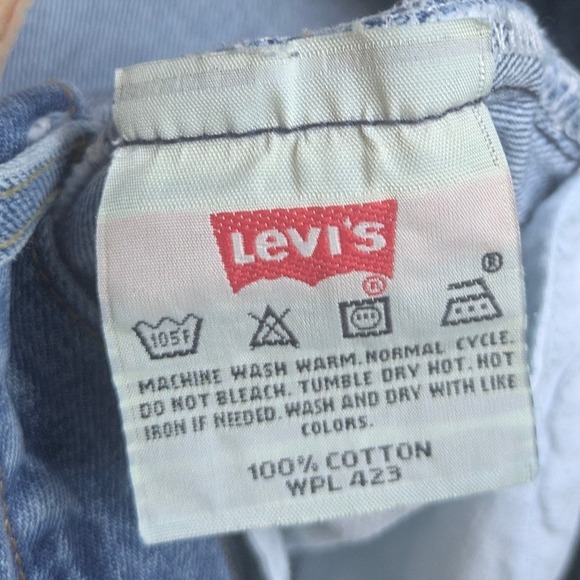 Levi's
®
®
105F
MACHINE WASH WARM. NORMAL CYCLE.
DO NOT BLEACH. TUMBLE DRY HOT. HOT
IRON IF NEEDED. WASH AND DRY WITH LIKE
COLORS.
100% COTTON
WPL 423